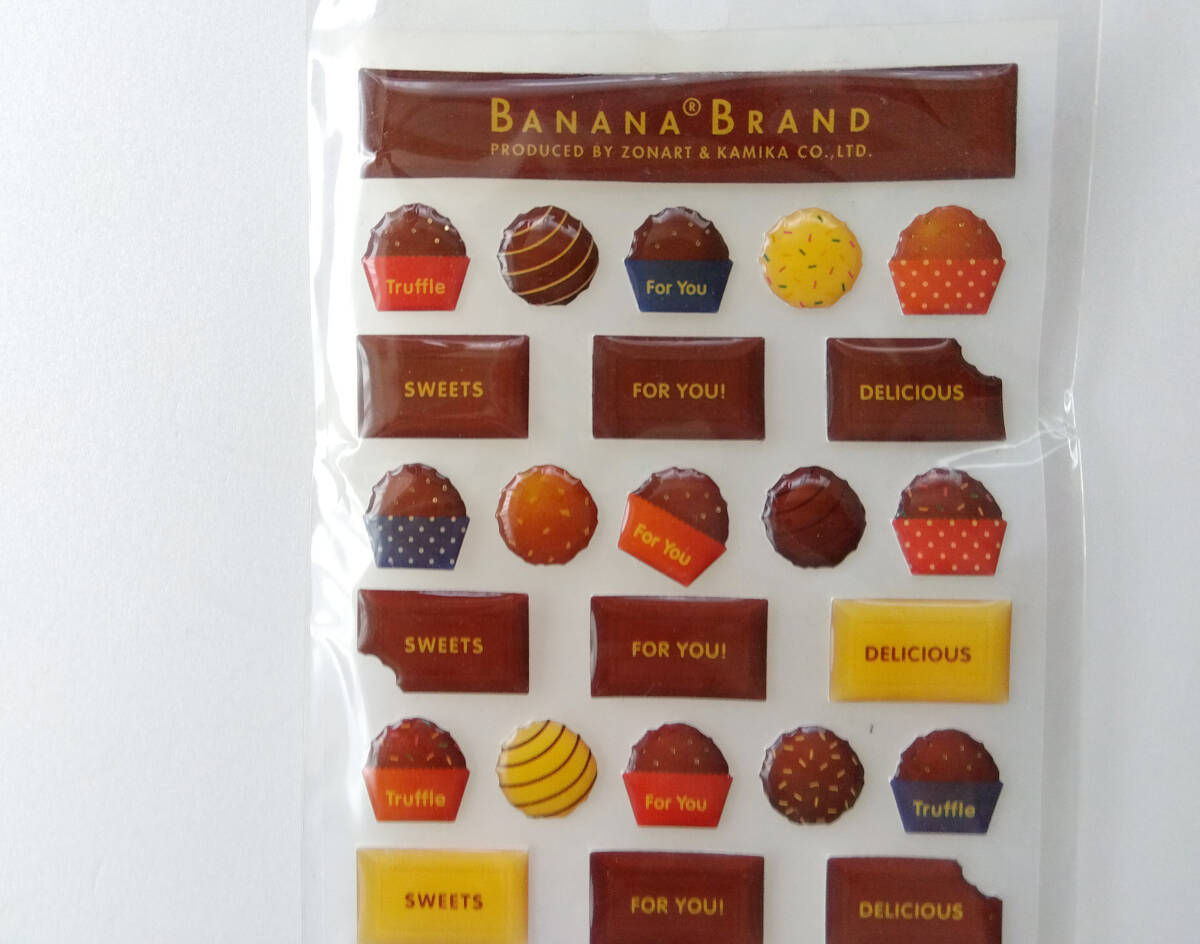 BANANA® BRAND
PRODUCED BY ZONART & KAMIKA CO.,LTD.
Truffle
For You
SWEETS
FOR YOU!
DELICIOUS
For You
SWEETS
FOR YOU!
DELICIOUS
Truffle
For You
Truffle
SWEETS
FOR YOU!
DELICIOUS